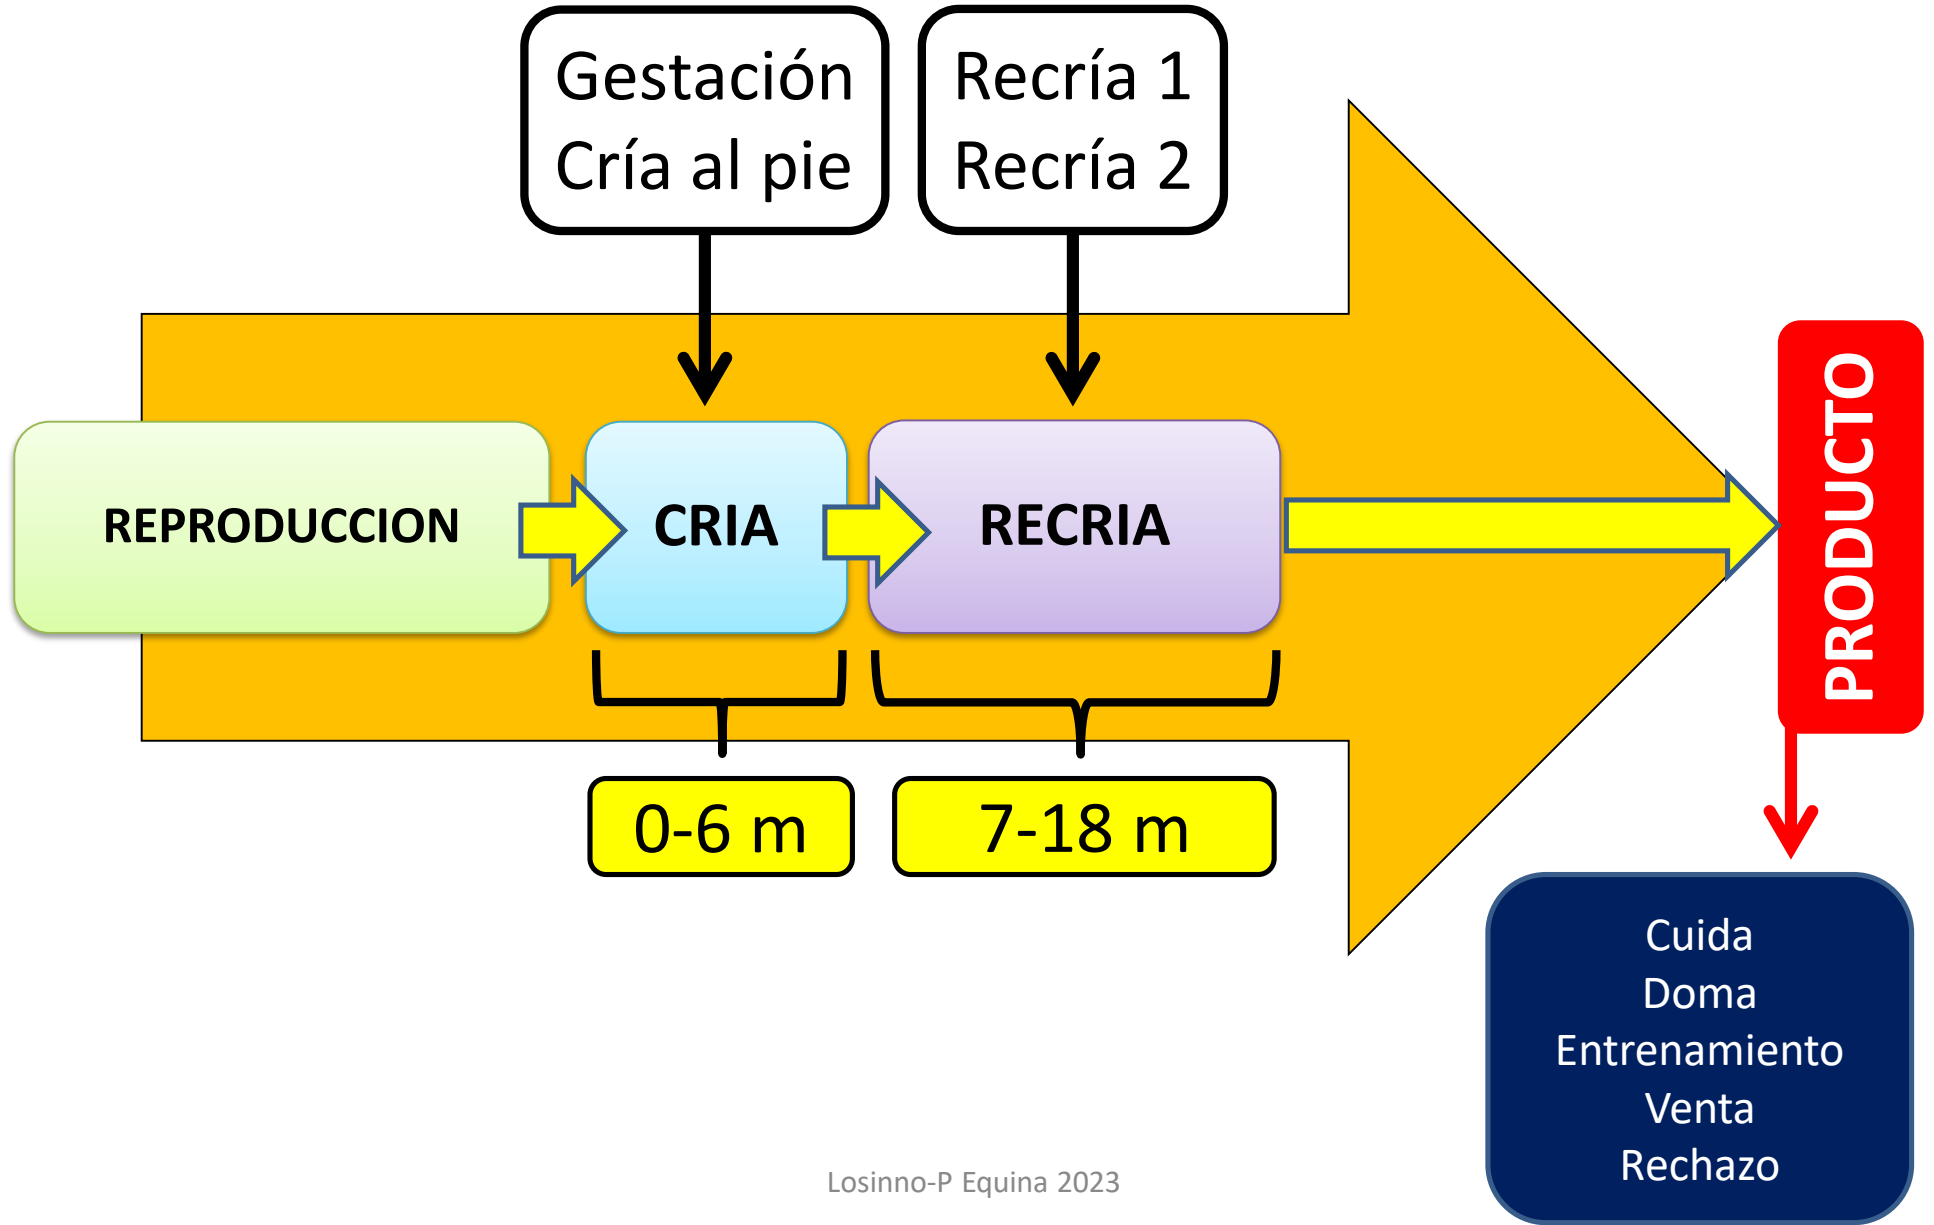 Gestación
Cría al pie
Recría 1
Recría 2
REPRODUCCION
CRIA
RECRIA
PRODUCTO
0-6 m
7-18 m
Cuida
Doma
Entrenamiento
Venta
Rechazo
Losinno-P Equina 2023